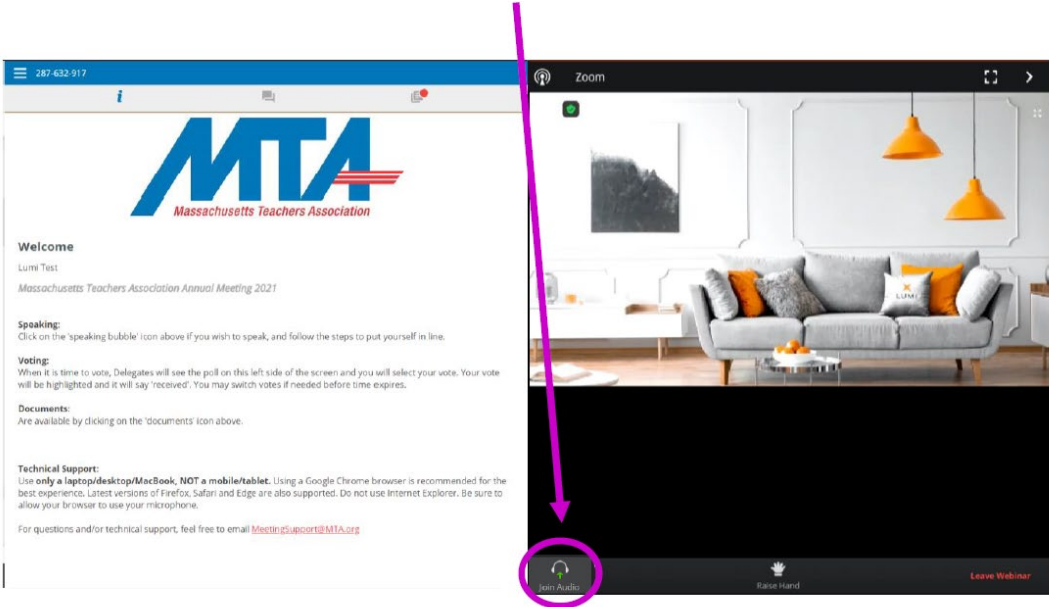 287-632-917
i
MTA
Massachusetts Teachers Association
Welcome
Lumi Test
Massachusetts Teachers Association Annual Meeting 2021
Speaking:
Click on the 'speaking bubble' icon above if you wish to speak, and follow the steps to put yourself in line.
Voting:
When it is time to vote, Delegates will see the poll on this left side of the screen and you will select your vote. Your vote
will be highlighted and it will say 'received'. You may switch votes if needed before time expires.
Documents:
Are available by clicking on the 'documents' icon above.
Technical Support:
Use only a laptop/desktop/MacBook, NOT a mobile/tablet. Using a Google Chrome browser is recommended for the
best experience. Latest versions of Firefox, Safari and Edge are also supported. Do not use Internet Explorer. Be sure to
allow your browser to use your microphone.
For questions and/or technical support, feel free to email MeetingSupport@MTA.org
Zoom
LUMI
Join Audio
Raise Hand
Leave Webinar